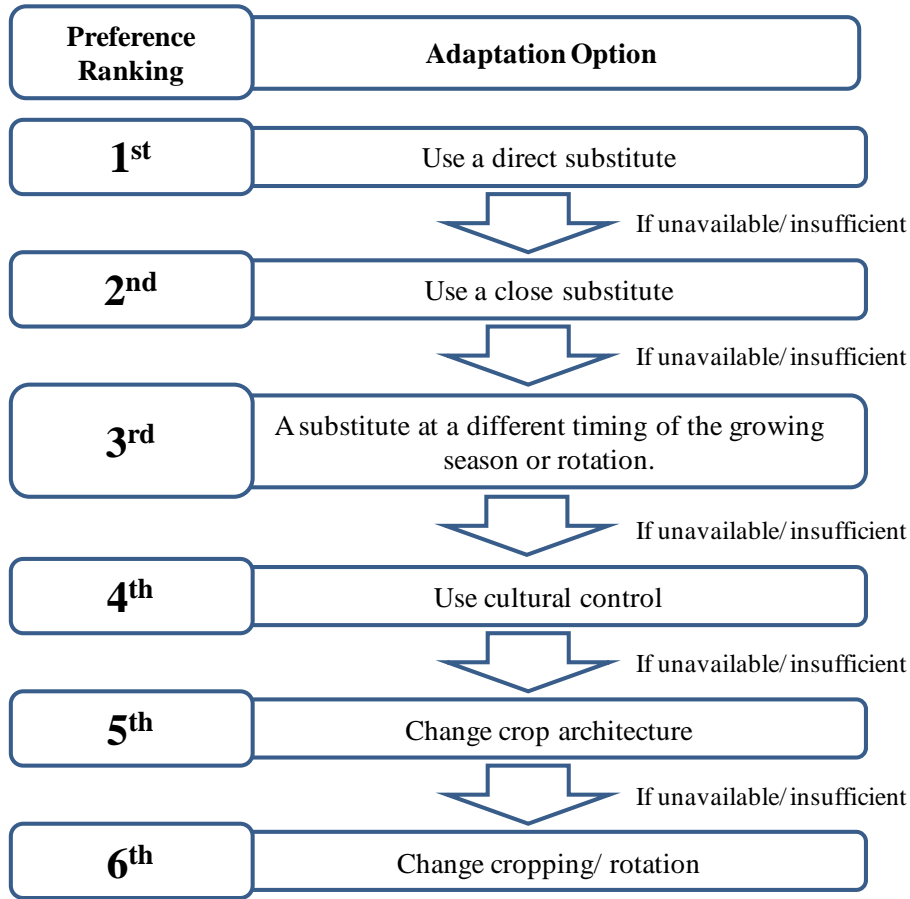 Preference
Ranking
Adaptation Option
1st
Use a direct substitute
If unavailable/ insufficient
2nd
Use a close substitute
If unavailable/ insufficient
3rd
A substitute at a different timing of the growing
season or rotation.
If unavailable/ insufficient
4th
Use cultural control
If unavailable/ insufficient
5th
Change crop architecture
If unavailable/ insufficient
6th
Change cropping/ rotation